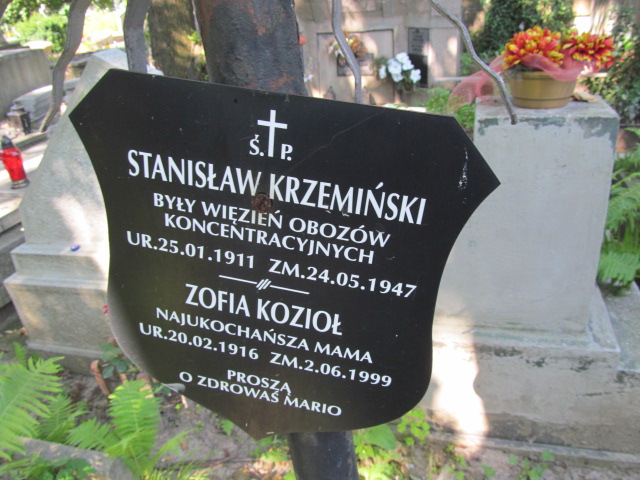 Ś. † P.
STANISŁAW KRZEMIŃSKI
BYŁY WIĘZIEŃ OBOZÓW
KONCENTRACYJNYCH
UR.25.01.1911 ZM.24.05.1947
ZOFIA KOZIOŁ
NAJUKOCHAŃSZA MAMA
UR.20.02.1916 ZM.2.06.1999
PROSZĄ
O ZDROWAŚ MARIO